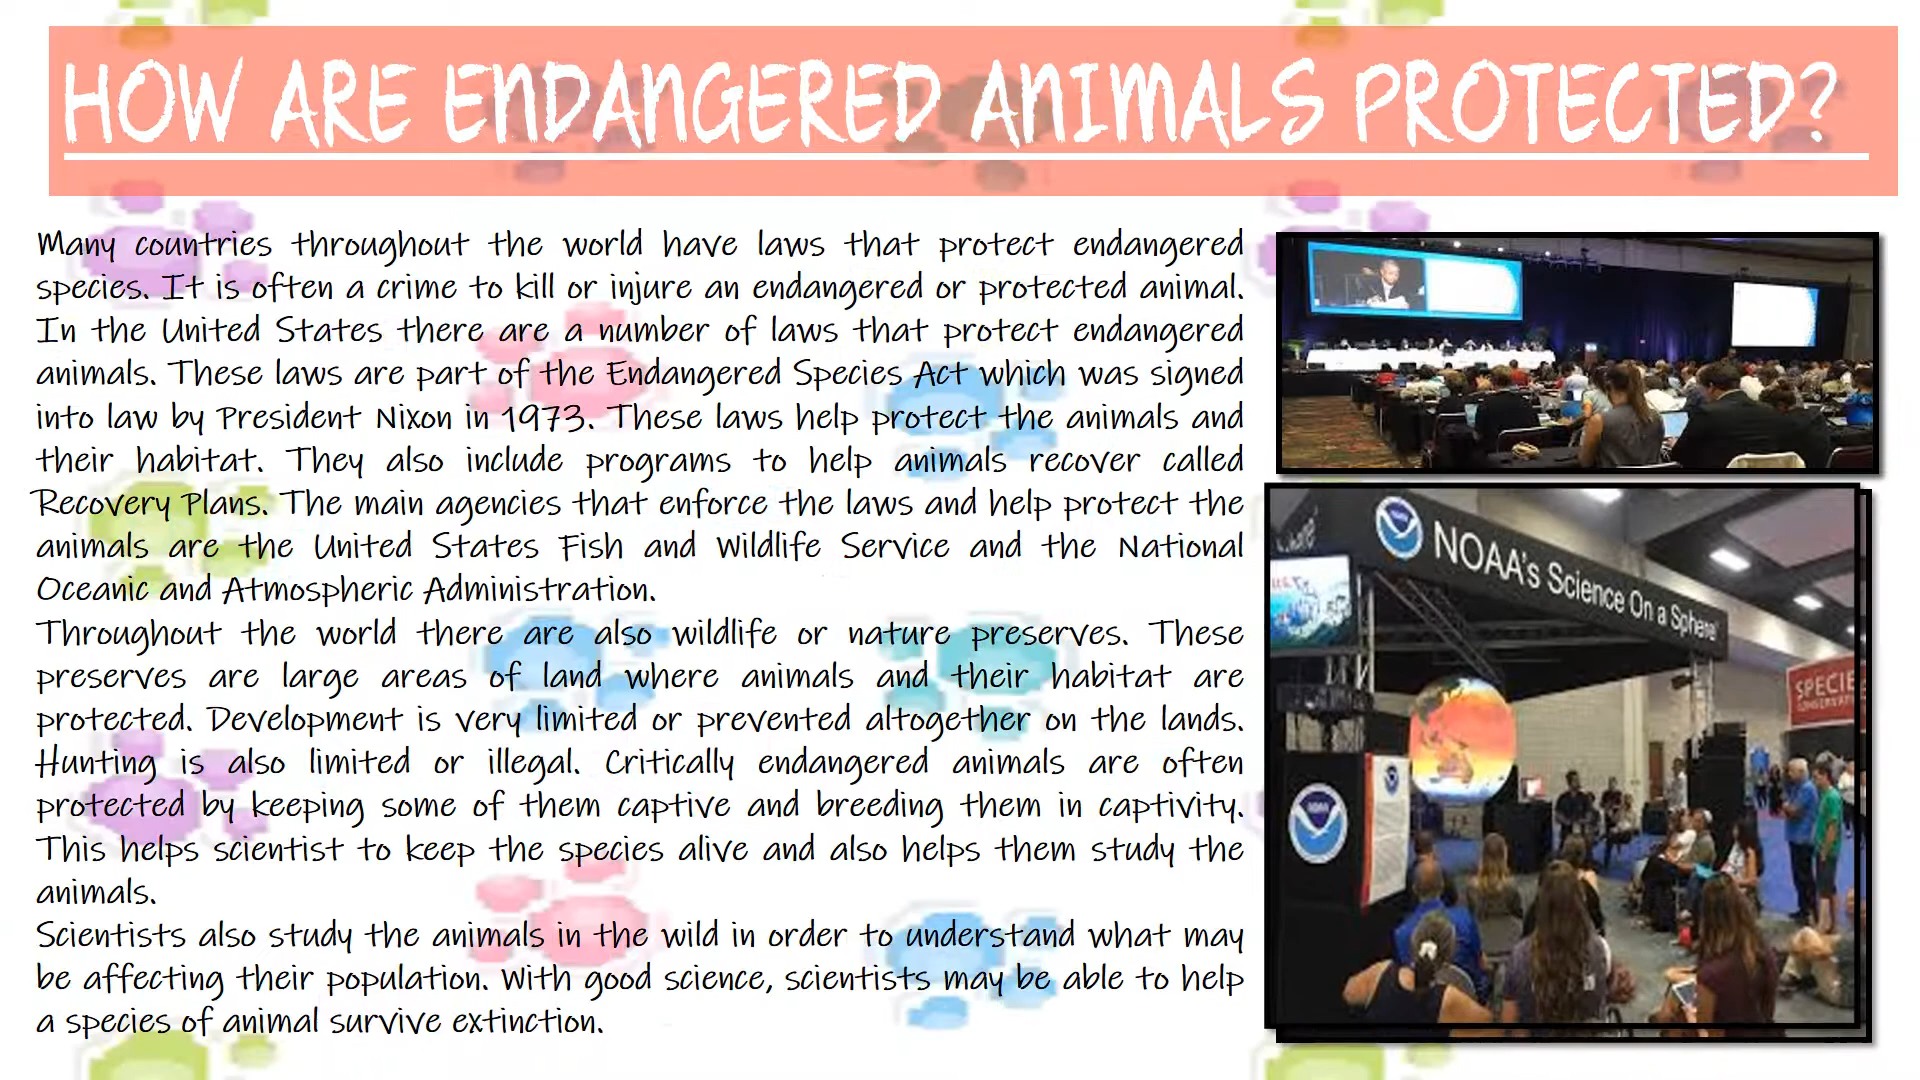 HOW ARE ENDANGERED ANIMALS PROTECTED?
Many countries throughout the world have laws that protect endangered
species. It is often a crime to kill or injure an endangered or protected animal.
In the United States there are a number of laws that protect endangered
animals. These laws are part of the Endangered Species Act which was signed
into law by President Nixon in 1973. These laws help protect the animals and
their habitat. They also include programs to help animals recover called
Recovery Plans. The main agencies that enforce the laws and help protect the
animals are the United States Fish and Wildlife Service and the National
Oceanic and Atmospheric Administration.
Throughout the world there are also wildlife or nature preserves. These
preserves are large areas of land where animals and their habitat are
protected. Development is very limited or prevented altogether on the lands.
Hunting is also limited or illegal. Critically endangered animals are often
protected by keeping some of them captive and breeding them in captivity.
This helps scientist to keep the species alive and also helps them study the
animals.
Scientists also study the animals in the wild in order to understand what may
be affecting their population. With good science, scientists may be able to help
a species of animal survive extinction.
NOAA's Science On a Sphere
SPECIE
NOAA